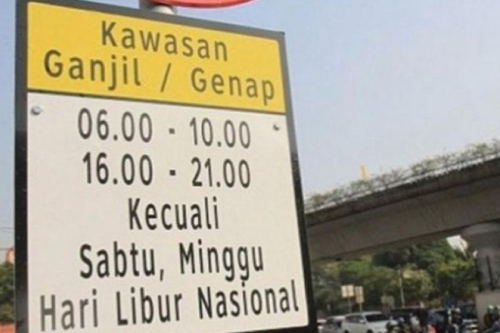 Kawasan
Ganjil / Genap
06.00 - 10.00
16.00 - 21.00
Kecuali
Sabtu, Minggu
Hari Libur Nasional